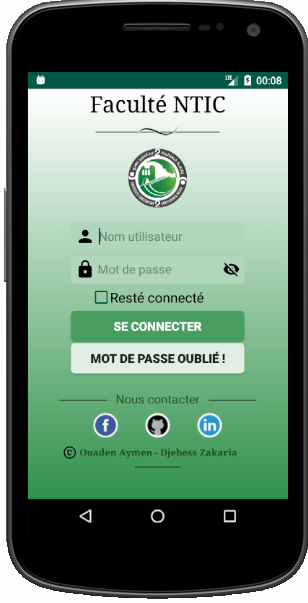 LTE 00:08
Faculté NTIC
Nom utilisateur
Mot de passe
Resté connecté
SE CONNECTER
MOT DE PASSE OUBLIÉ !
Nous contacter
© Ouaden Aymen - Djebess Zakaria